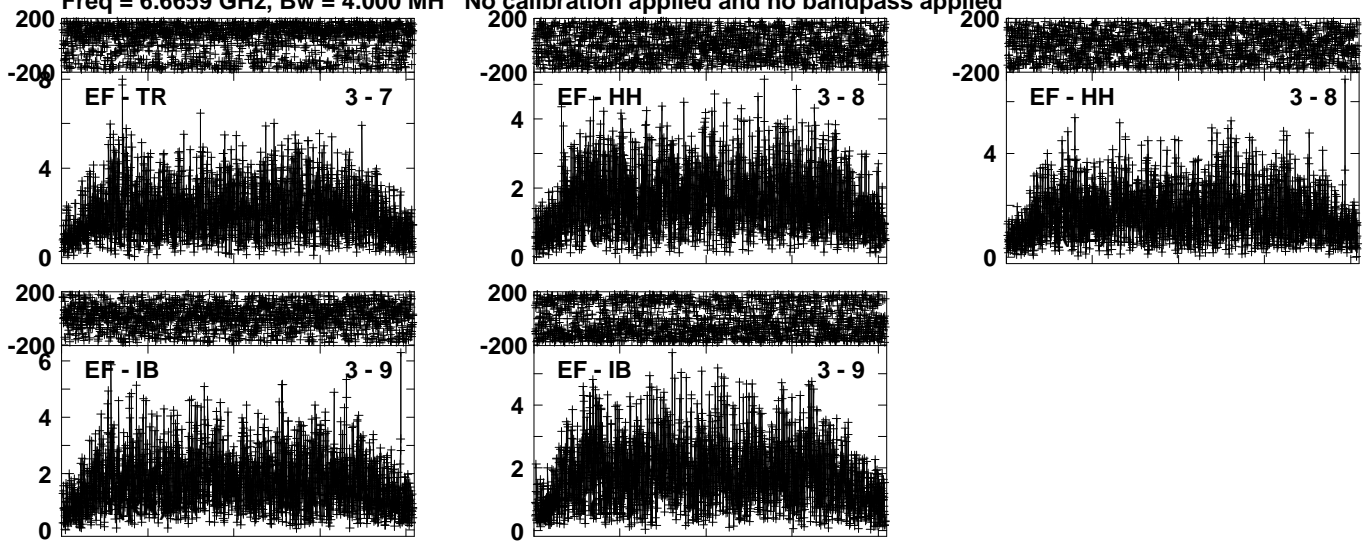 Freq = 6.6659 GHz, Bw = 4.000 MH No calibration applied and no bandpass applied
200 200 200
-200 -200 -200
8
EF - TR 3 - 7 EF - HH 3 - 8 EF - HH 3 - 8
4 4 4
2
0 0 0
200 200
-200 -200
6
EF - IB 3 - 9 EF - IB 3 - 9
4 4
2 2
0 0